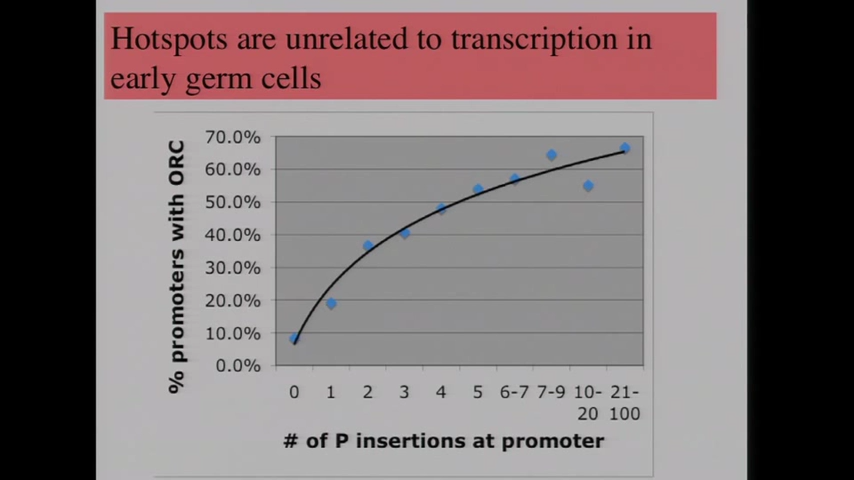 Hotspots are unrelated to transcription in
early germ cells
% promoters with ORC
70.0%
60.0%
50.0%
40.0%
30.0%
20.0%
10.0%
0.0%
0 1 2 3 4 5 6-7 7-9 10- 21-
20 100
# of P insertions at promoter